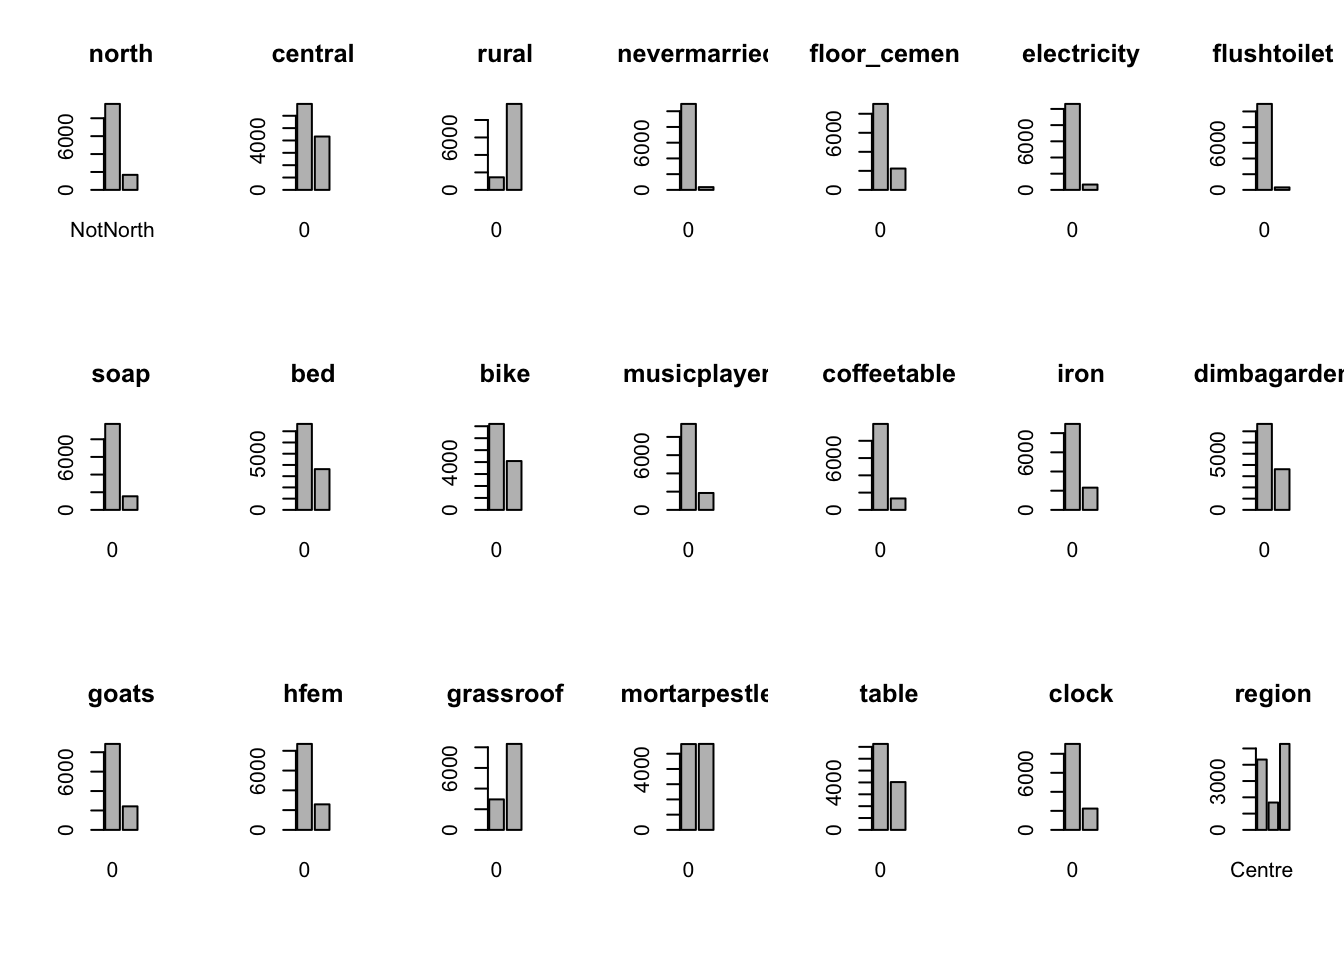 north central rural nevermarried floor_cemen electricity flushtoilet
6000 4000 6000 6000 6000 6000 6000
0 0 0 0 0 0 0
NotNorth 0 0 0 0 0 0
soap bed bike musicplayer coffeetable iron dimbagarden
6000 5000 4000 6000 6000 6000 5000
0 0 0 0 0 0 0
0 0 0 0 0 0 0
goats hfem grassroof mortarpestle table clock region
6000 6000 6000 4000 4000 6000 3000
0 0 0 0 0 0 0
0 0 0 0 0 0 Centre